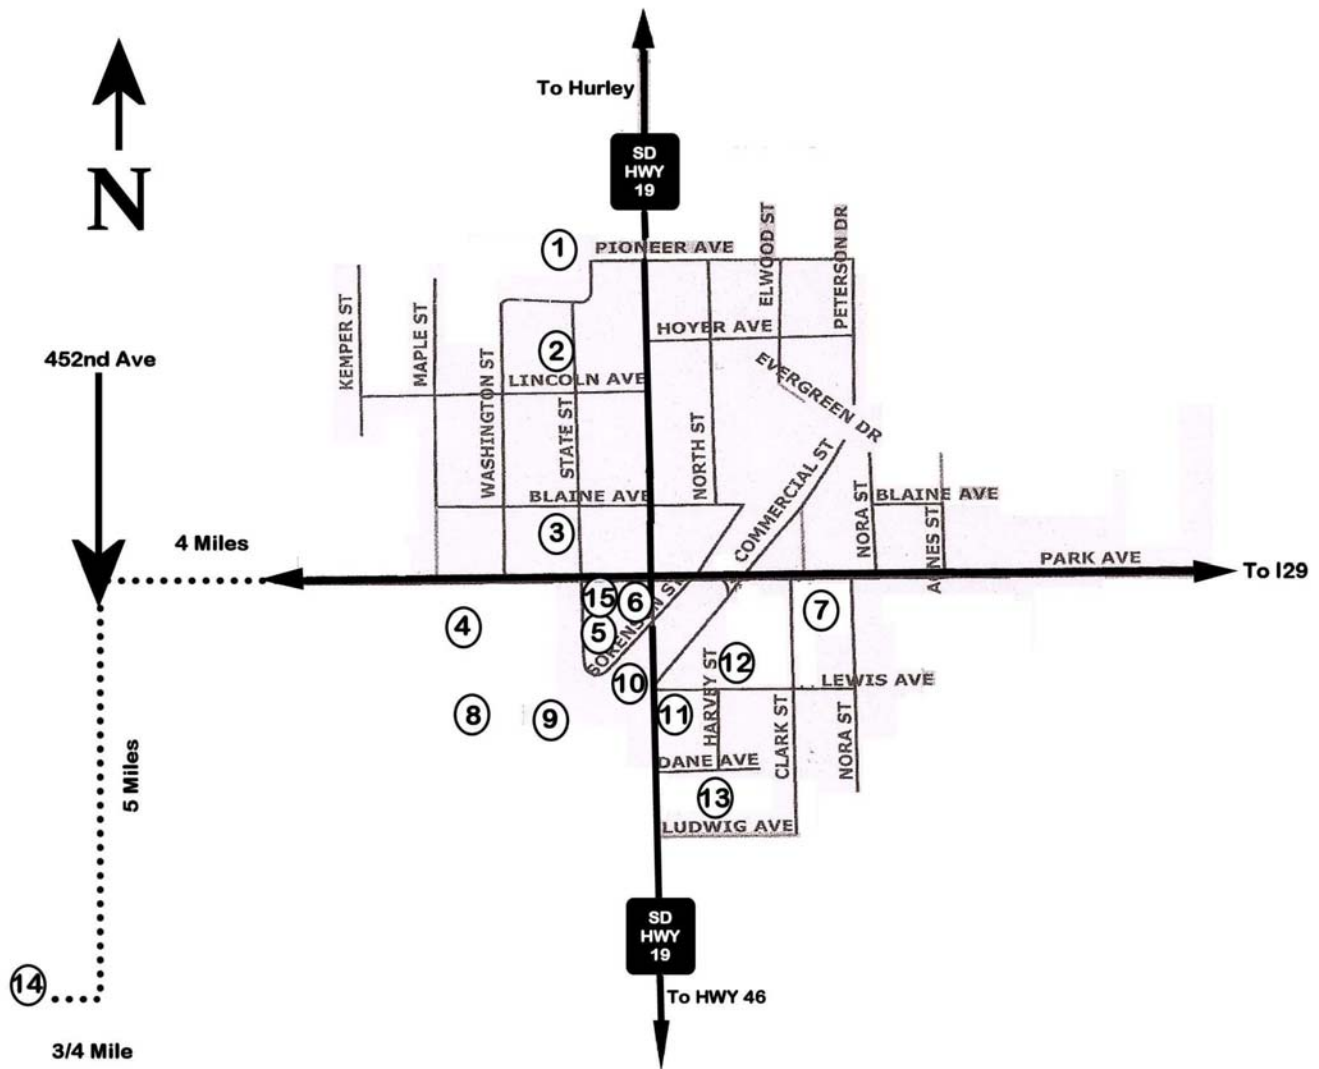 To Hurley
N
SD
HWY
19
1
PIONEER AVE
ELWOOD ST
PETERSON DR
KEMPER ST
MAPLE ST
HOYER AVE
452nd Ave
2
WASHINGTON ST
LINCOLN AVE
EVERGREEN DR
STATE ST
NORTH ST
COMMERCIAL ST
BLAINE AVE
NORA ST
BLAINE AVE
AGNES ST
3
4 Miles
PARK AVE
To I29
4
15
6
5
SORENSEN ST
7
12
10
HARVEY ST
LEWIS AVE
8
9
11
CLARK ST
NORA ST
5 Miles
DANE AVE
13
LUDWIG AVE
SD
HWY
19
14
To HWY 46
3/4 Mile